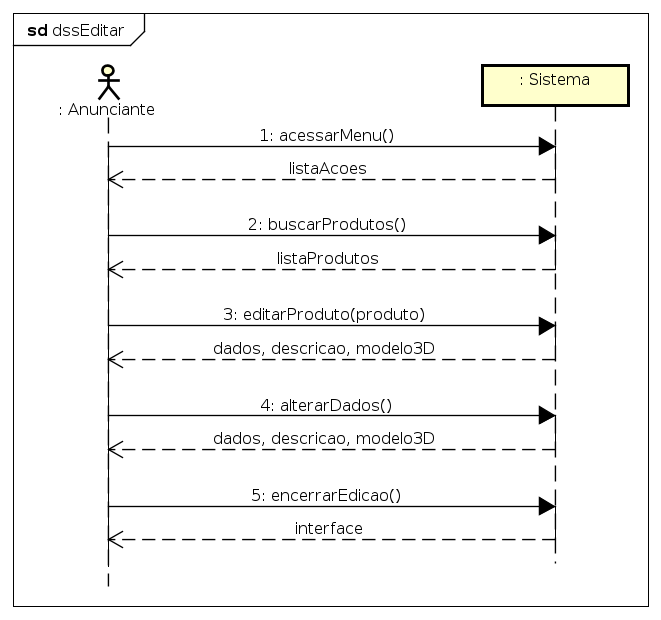 sd dssEditar
: Anunciante
: Sistema
1: acessarMenu()
listaAcoes
2: buscarProdutos()
listaProdutos
3: editarProduto(produto)
dados, descricao, modelo3D
4: alterarDados()
dados, descricao, modelo3D
5: encerrarEdicao()
interface